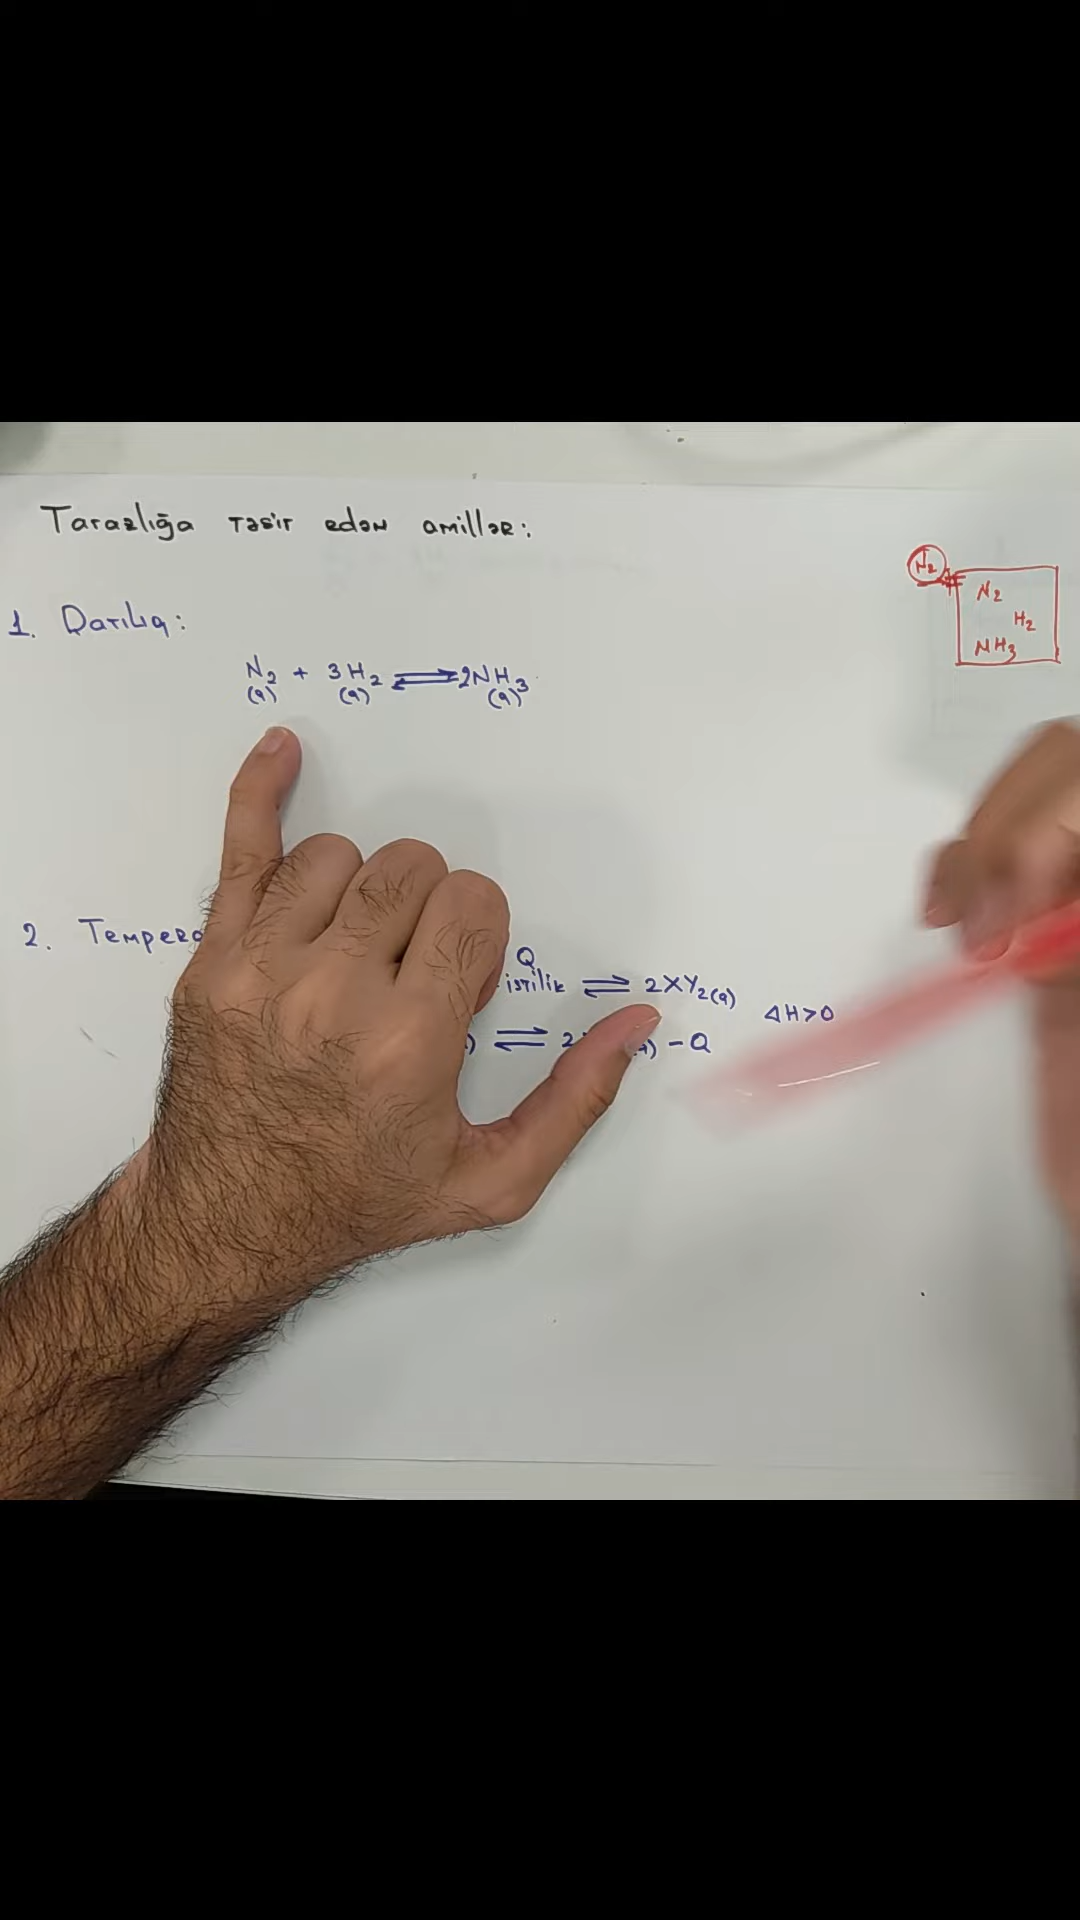 Tarazlığa təsir edən amillər:
N₂
N₂
H₂
NH₃
1. Qatılıq:
N₂ + 3H₂ ⇌ 2NH₃
(q) (q) (q)
2.
Q
istilik ⇌ 2XY₂(q) ΔH>0
) ⇌ 2 - Q